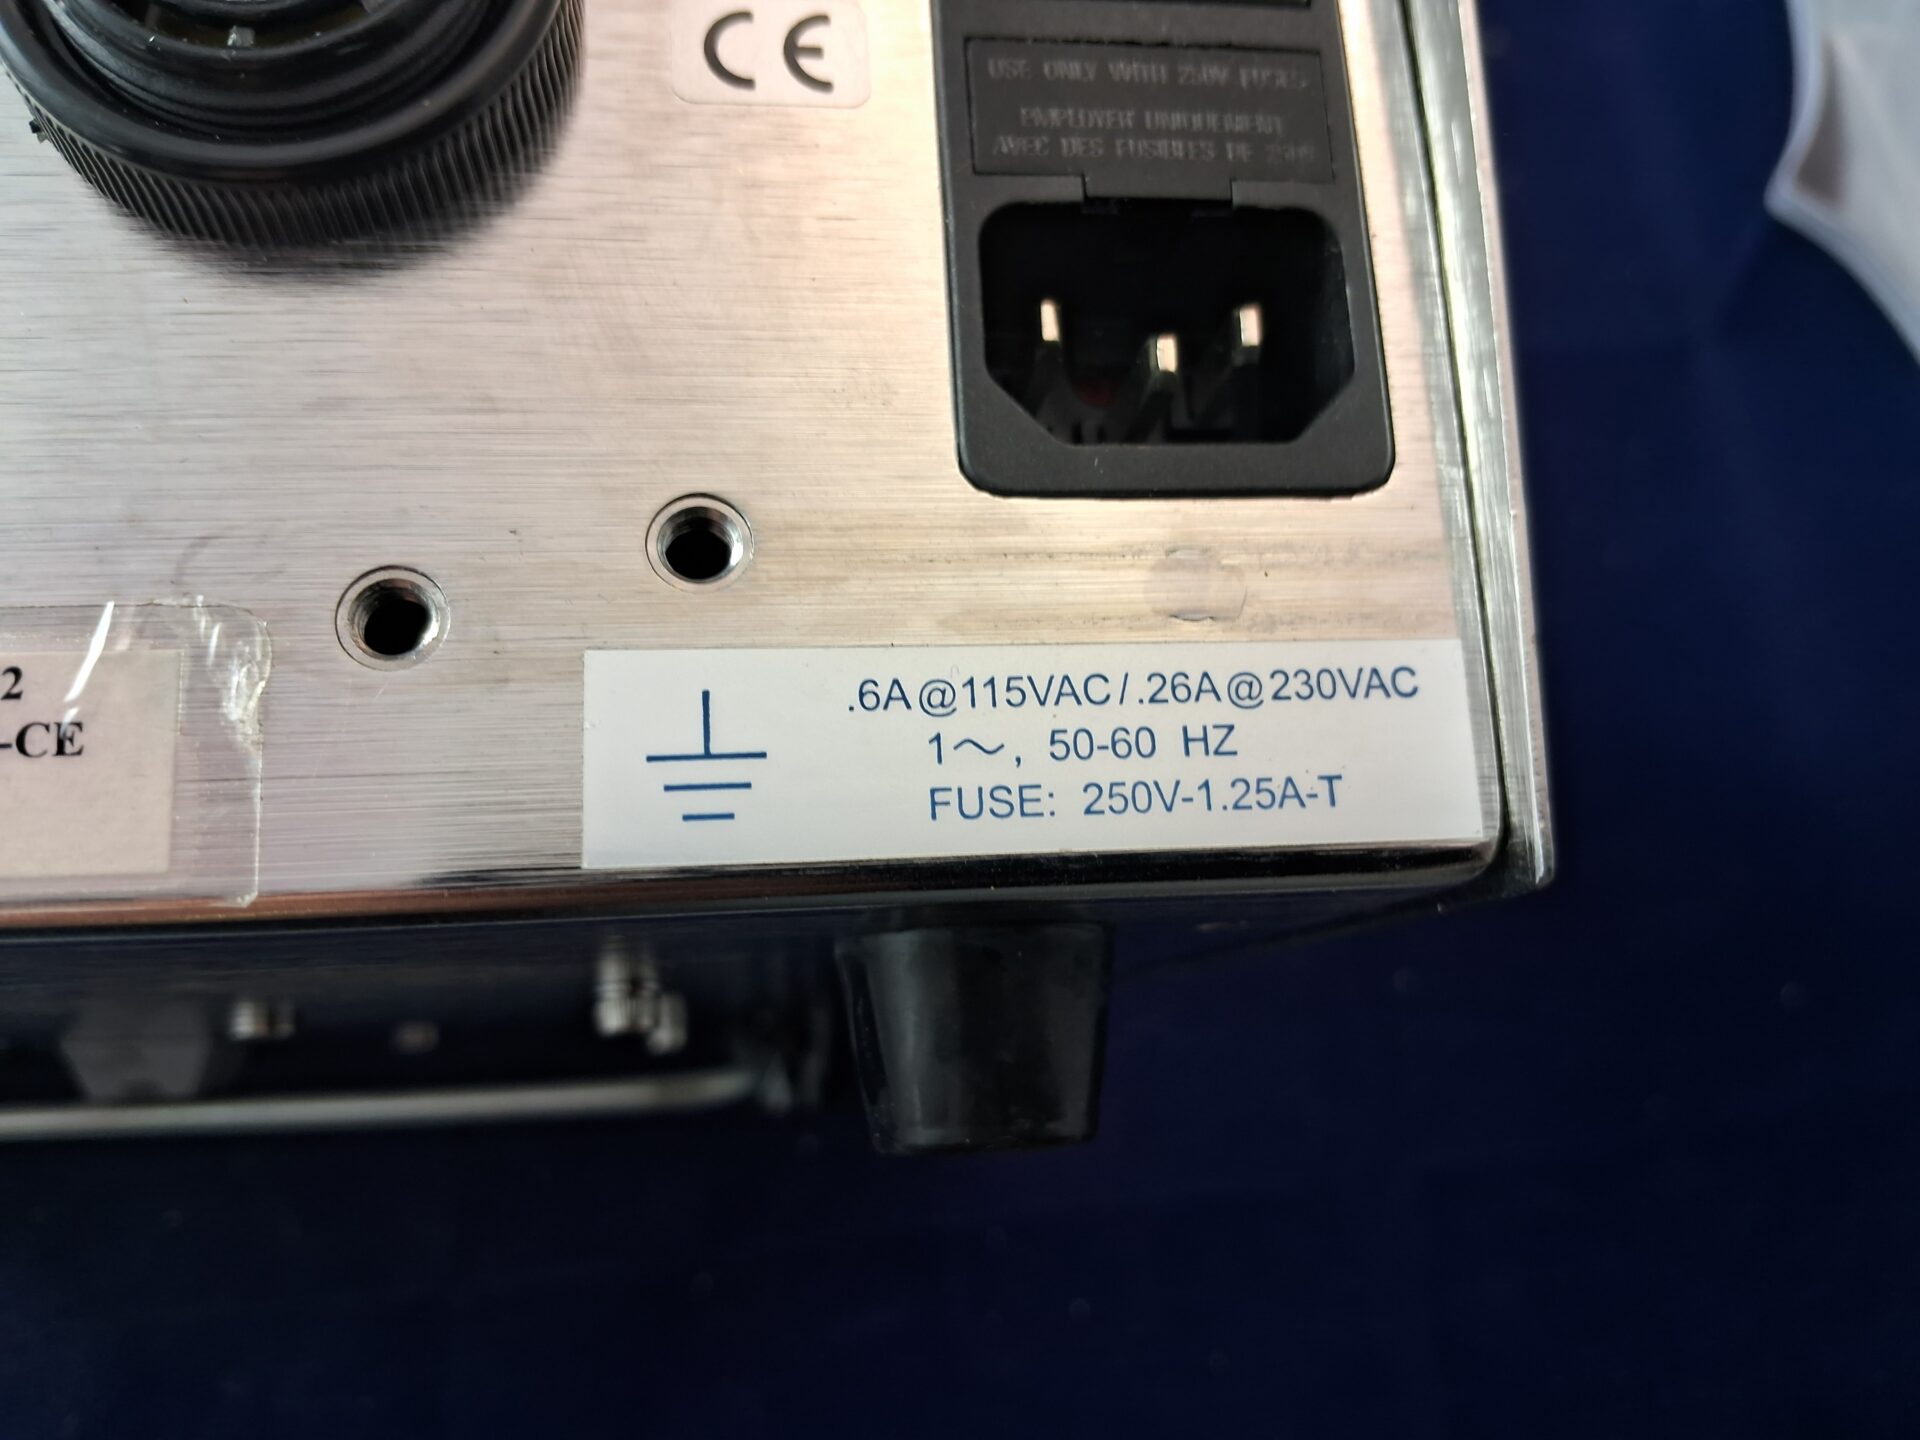 CE
USE ONLY WITH 250V FUSES
EMPLOYER UNIQUEMENT
AVEC DES FUSIBLES DE 250V
2
-CE
.6A@115VAC/.26A@230VAC
1~, 50-60 HZ
FUSE: 250V-1.25A-T